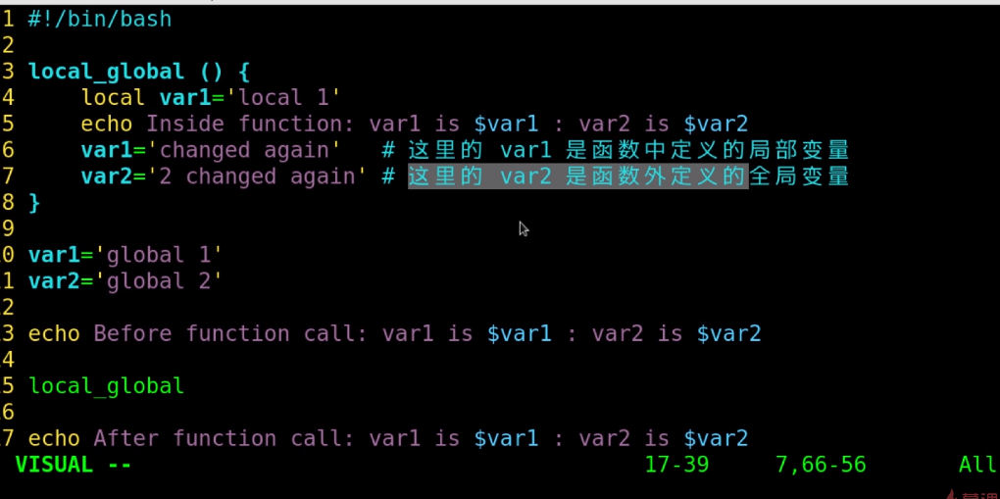 1 #!/bin/bash
2
3 local_global () {
4     local var1='local 1'
5     echo Inside function: var1 is $var1 : var2 is $var2
6     var1='changed again'   # 这里的 var1 是函数中定义的局部变量
7     var2='2 changed again' # 这里的 var2 是函数外定义的全局变量
8 }
9
0 var1='global 1'
1 var2='global 2'
2
3 echo Before function call: var1 is $var1 : var2 is $var2
4
5 local_global
6
7 echo After function call: var1 is $var1 : var2 is $var2
VISUAL -- 17-39 7,66-56 All